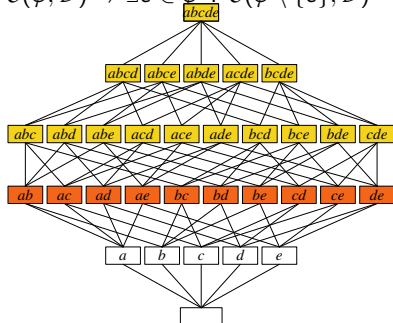 abcde
abcd abce abde acde bcde
abc abd abe acd ace ade bcd bce bde cde
ab ac ad ae bc bd be cd ce de
a b c d e